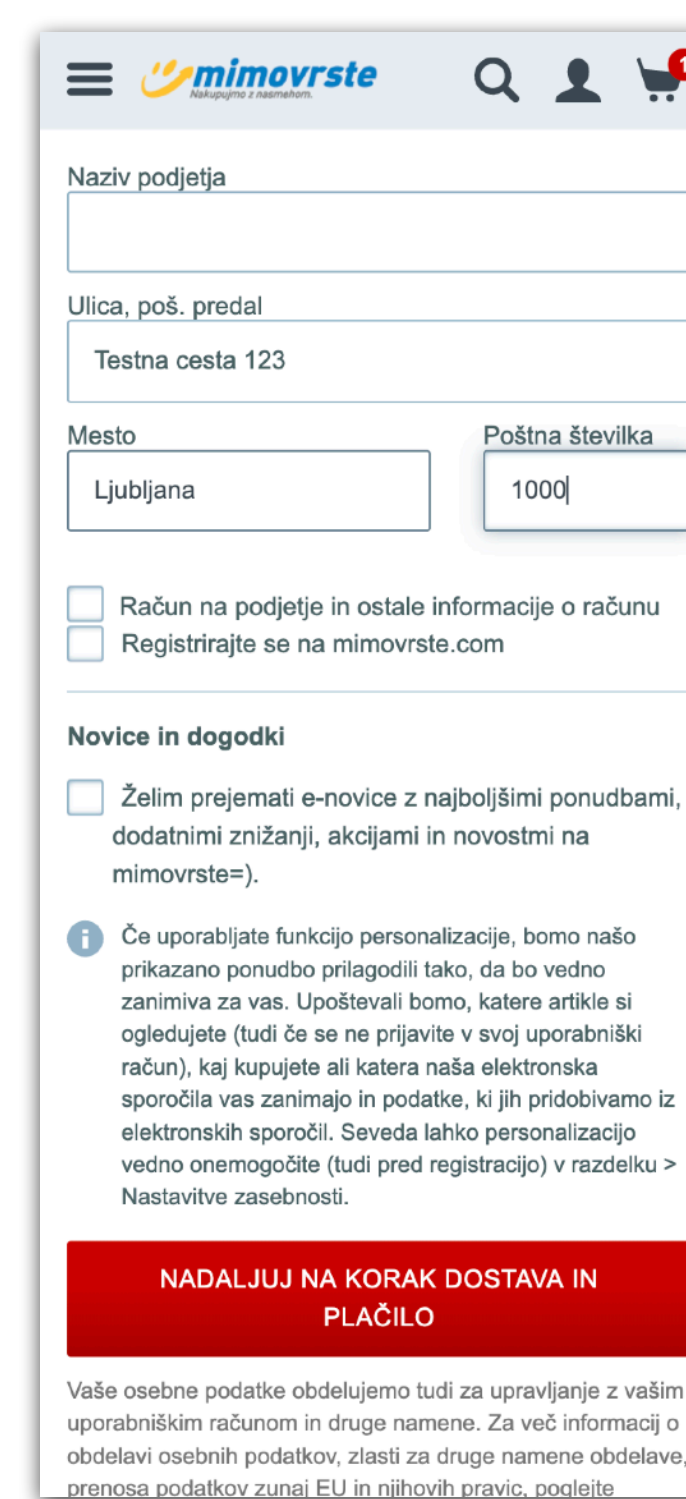 mimovrste
Nakupujmo z nasmehom.
1
Naziv podjetja
Ulica, poš. predal
Testna cesta 123
Mesto
Poštna številka
Ljubljana
1000
Račun na podjetje in ostale informacije o računu
Registrirajte se na mimovrste.com
Novice in dogodki
Želim prejemati e-novice z najboljšimi ponudbami,
dodatnimi znižanji, akcijami in novostmi na
mimovrste=).
Če uporabljate funkcijo personalizacije, bomo našo
prikazano ponudbo prilagodili tako, da bo vedno
zanimiva za vas. Upoštevali bomo, katere artikle si
ogledujete (tudi če se ne prijavite v svoj uporabniški
račun), kaj kupujete ali katera naša elektronska
sporočila vas zanimajo in podatke, ki jih pridobivamo iz
elektronskih sporočil. Seveda lahko personalizacijo
vedno onemogočite (tudi pred registracijo) v razdelku >
Nastavitve zasebnosti.
NADALJUJ NA KORAK DOSTAVA IN
PLAČILO
Vaše osebne podatke obdelujemo tudi za upravljanje z vašim
uporabniškim računom in druge namene. Za več informacij o
obdelavi osebnih podatkov, zlasti za druge namene obdelave,
prenosa podatkov zunaj EU in njihovih pravic, poglejte